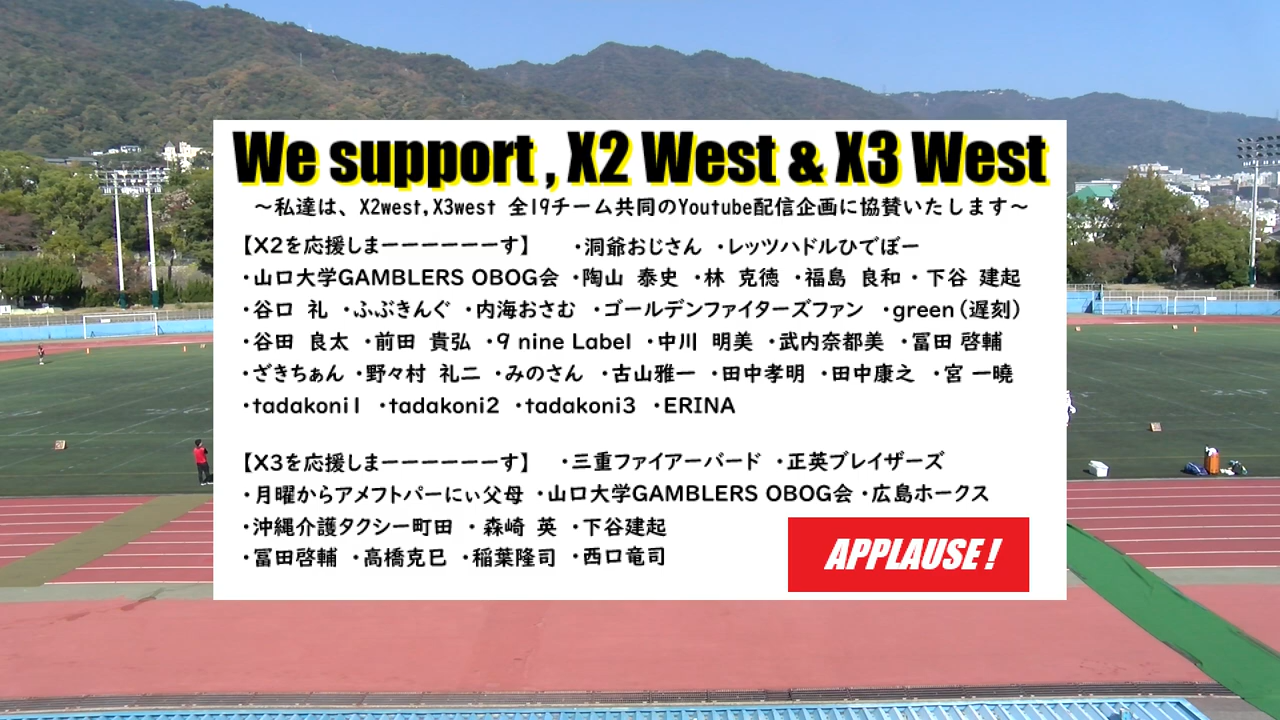 We support , X2 West & X3 West
～私達は、X2west,X3west 全19チーム共同のYoutube配信企画に協賛いたします～
【X2を応援しまーーーーーーす】 ・洞爺おじさん ・レッツハドルひでぼー
・山口大学GAMBLERS OBOG会 ・陶山 泰史 ・林 克徳 ・福島 良和 ・下谷 建起
・谷口 礼 ・ふぶきんぐ ・内海おさむ ・ゴールデンファイターズファン ・green（遅刻）
・谷田 良太 ・前田 貴弘 ・9 nine Label ・中川 明美 ・武内奈都美 ・冨田 啓輔
・ざきちぁん ・野々村 礼二 ・みのさん ・古山雅一 ・田中孝明 ・田中康之 ・宮 一曉
・tadakoni1 ・tadakoni2 ・tadakoni3 ・ERINA
【X3を応援しまーーーーーーす】 ・三重ファイアーバード ・正英ブレイザーズ
・月曜からアメフトパーにぃ父母 ・山口大学GAMBLERS OBOG会 ・広島ホークス
・沖縄介護タクシー町田 ・森崎 英 ・下谷建起
・冨田啓輔 ・高橋克巳 ・稲葉隆司 ・西口竜司
APPLAUSE !